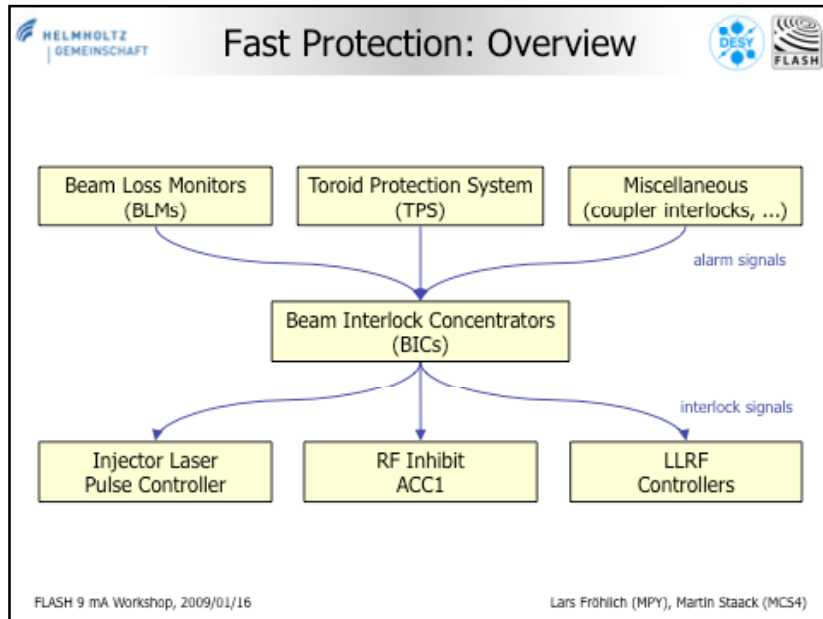 HELMHOLTZ
GEMEINSCHAFT
Fast Protection: Overview
DESY
FLASH
Beam Loss Monitors
(BLMs)
Toroid Protection System
(TPS)
Miscellaneous
(coupler interlocks, ...)
alarm signals
Beam Interlock Concentrators
(BICs)
interlock signals
Injector Laser
Pulse Controller
RF Inhibit
ACC1
LLRF
Controllers
FLASH 9 mA Workshop, 2009/01/16
Lars Fröhlich (MPY), Martin Staack (MCS4)